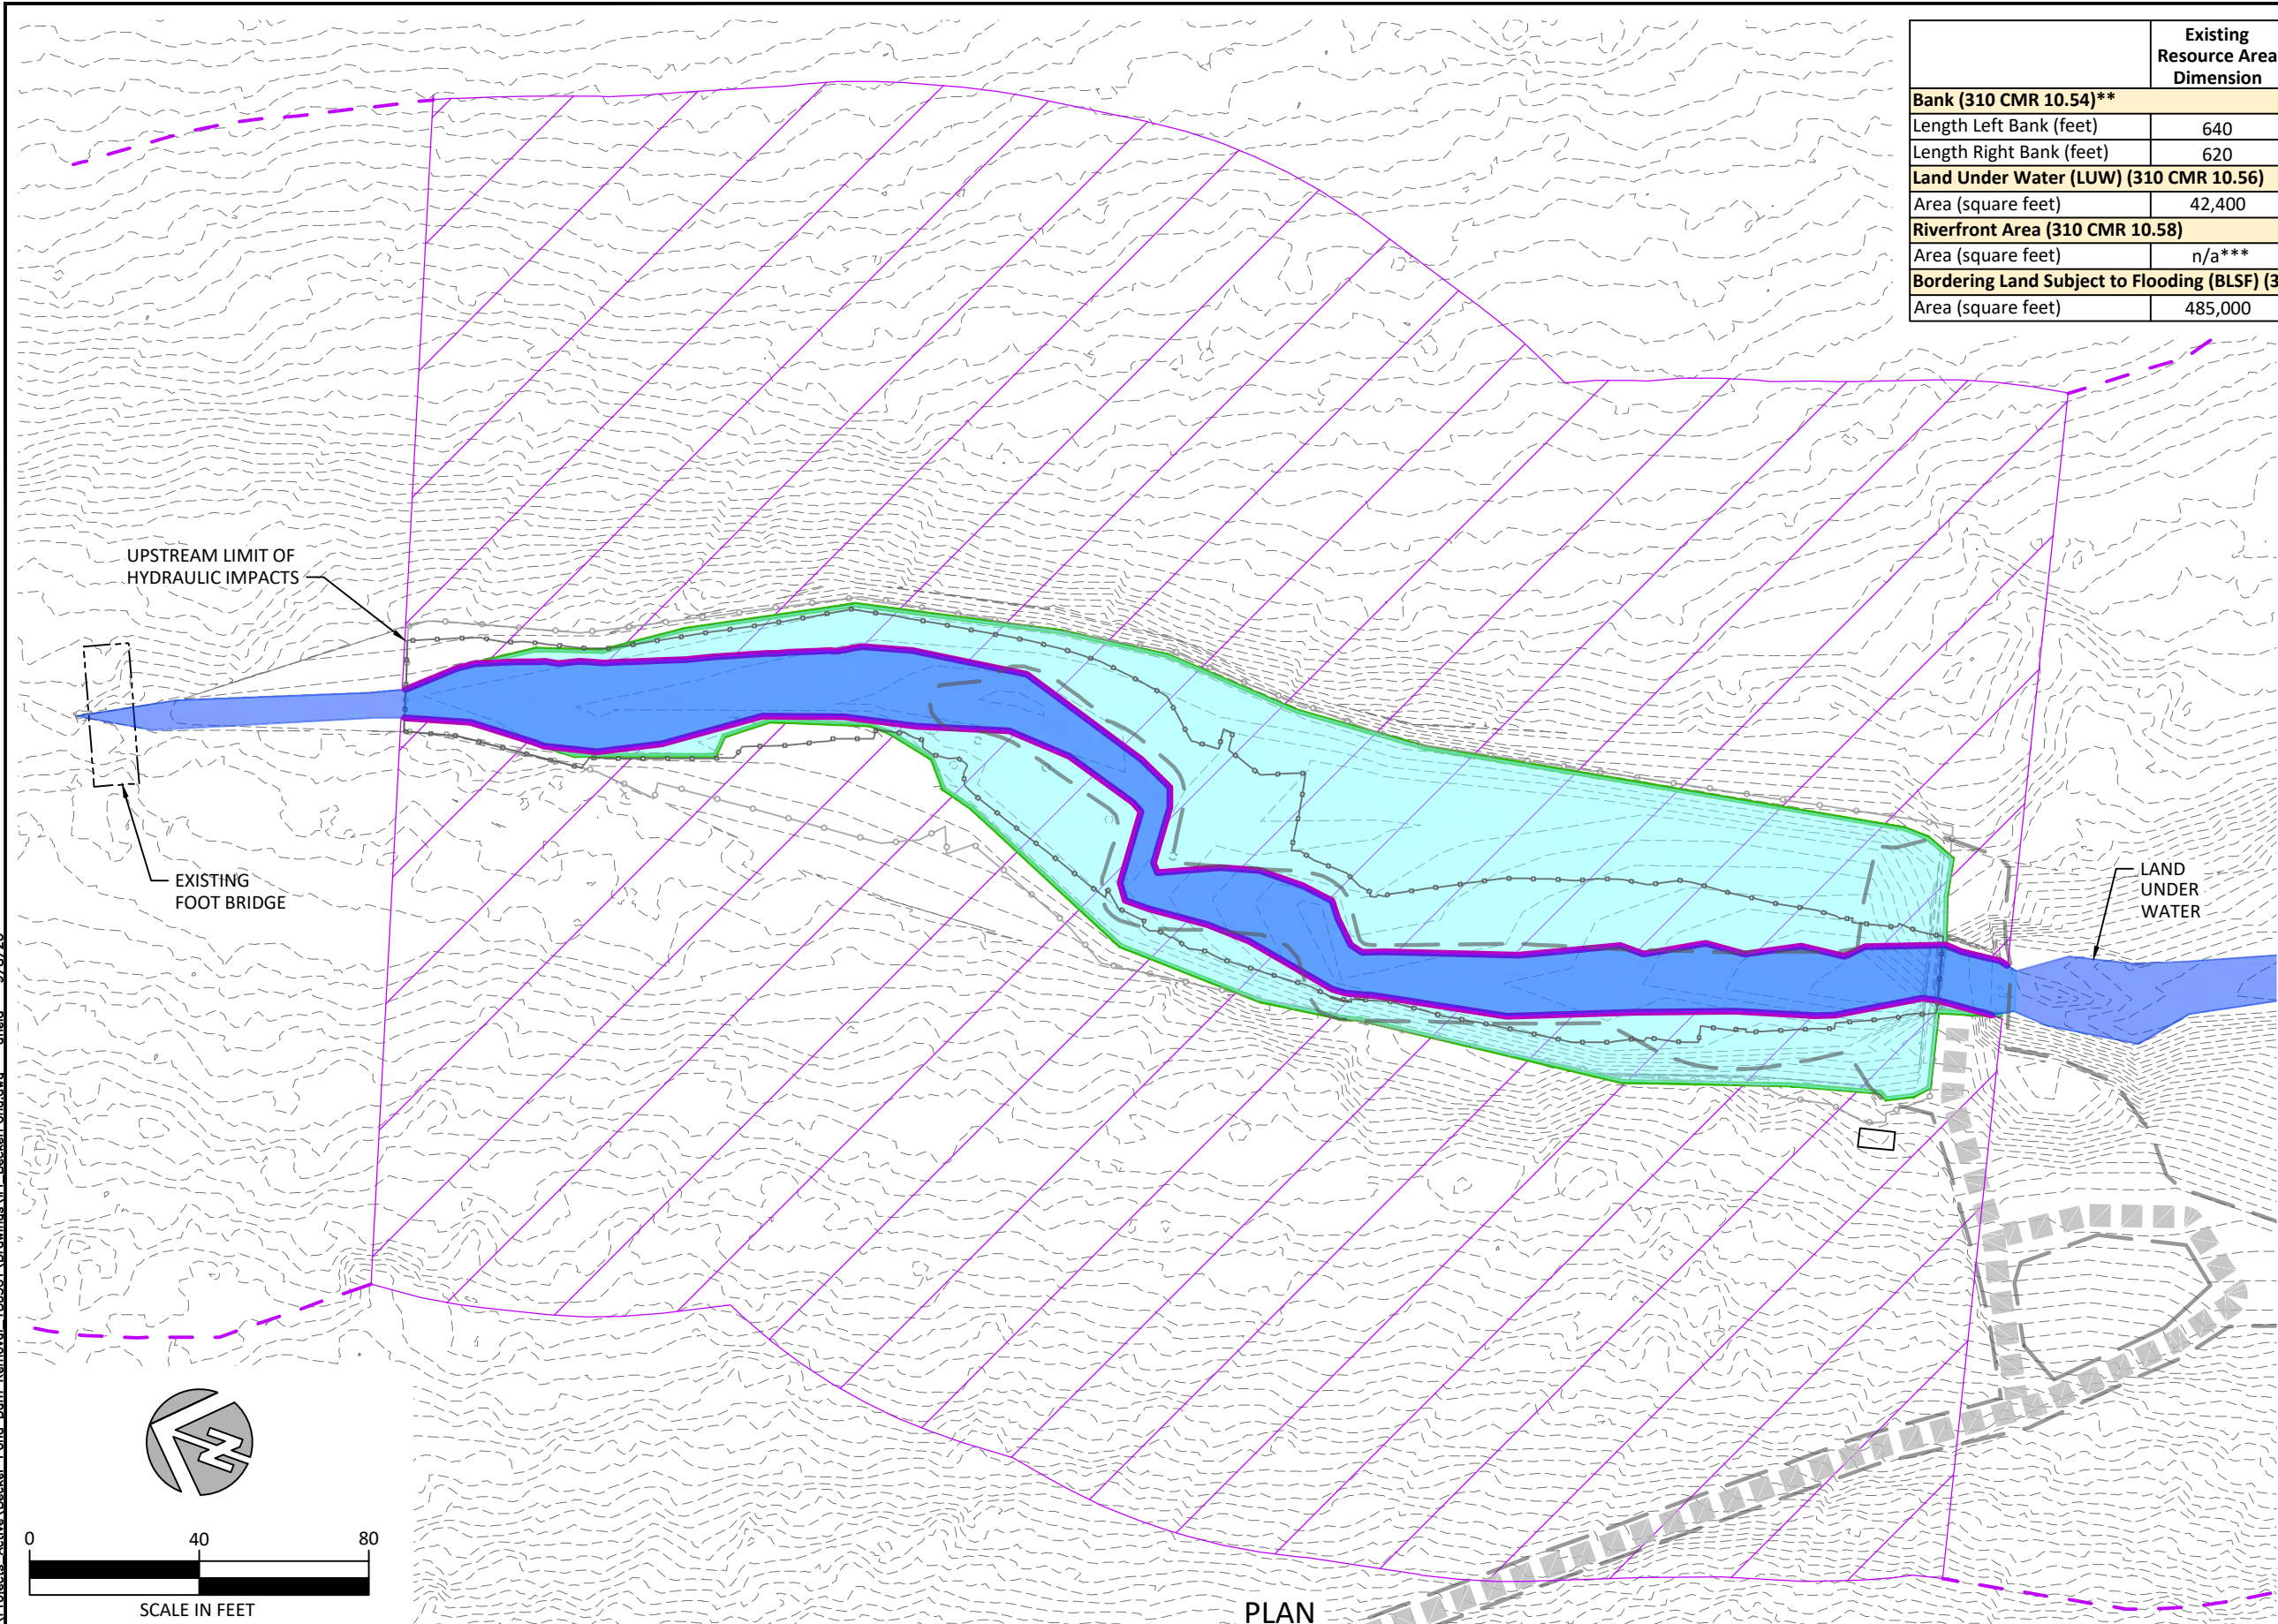 Existing
Resource Area
Dimension
Bank (310 CMR 10.54)**
Length Left Bank (feet) 640
Length Right Bank (feet) 620
Land Under Water (LUW) (310 CMR 10.56)
Area (square feet) 42,400
Riverfront Area (310 CMR 10.58)
Area (square feet) n/a***
Bordering Land Subject to Flooding (BLSF) (3
Area (square feet) 485,000
UPSTREAM LIMIT OF
HYDRAULIC IMPACTS
EXISTING
FOOT BRIDGE
LAND
UNDER
WATER
N
0 40 80
SCALE IN FEET
PLAN